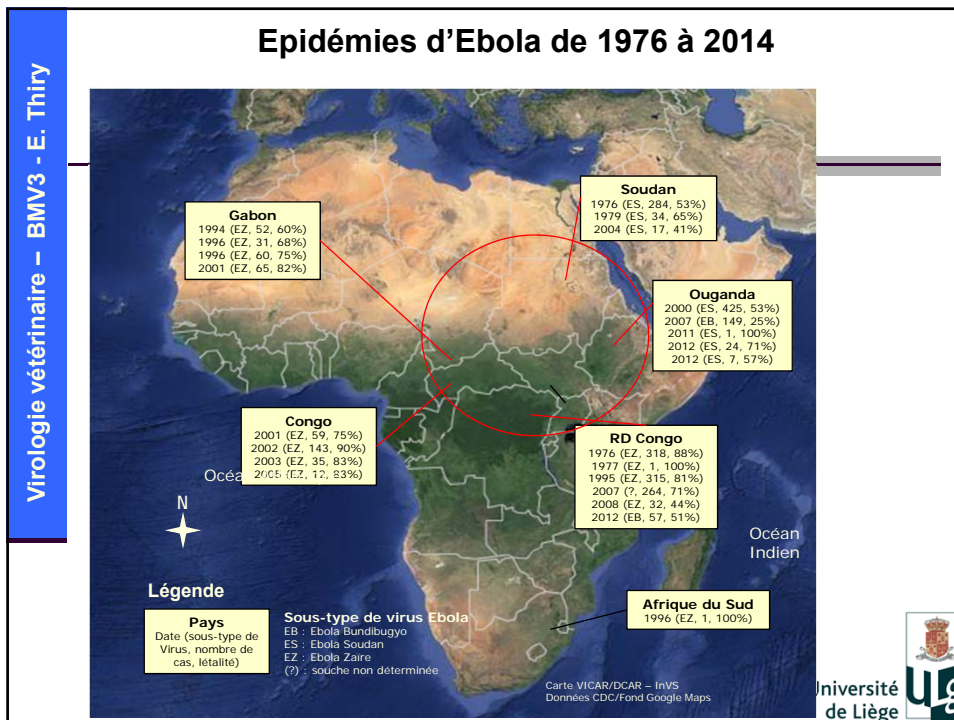 Epidémies d'Ebola de 1976 à 2014
Virologie vétérinaire – BMV3 - E. Thiry
Soudan
1976 (ES, 284, 53%)
1979 (ES, 34, 65%)
2004 (ES, 17, 41%)
Gabon
1994 (EZ, 52, 60%)
1996 (EZ, 31, 68%)
1996 (EZ, 60, 75%)
2001 (EZ, 65, 82%)
Ouganda
2000 (ES, 425, 53%)
2007 (EB, 149, 25%)
2011 (ES, 1, 100%)
2012 (ES, 24, 71%)
2012 (ES, 7, 57%)
Congo
2001 (EZ, 59, 75%)
2002 (EZ, 143, 90%)
2003 (EZ, 35, 83%)
2005 (EZ, 12, 83%)
RD Congo
1976 (EZ, 318, 88%)
1977 (EZ, 1, 100%)
1995 (EZ, 315, 81%)
2007 (?, 264, 71%)
2008 (EZ, 32, 44%)
2012 (EB, 57, 51%)
N
Océan
Indien
Afrique du Sud
1996 (EZ, 1, 100%)
Légende
Pays
Date (sous-type de
Virus, nombre de
cas, létalité)
Sous-type de virus Ebola
EB : Ebola Bundibugyo
ES : Ebola Soudan
EZ : Ebola Zaïre
(?) : souche non déterminée
Carte VICAR/DCAR – InVS
Données CDC/Fond Google Maps
Université
de Liège